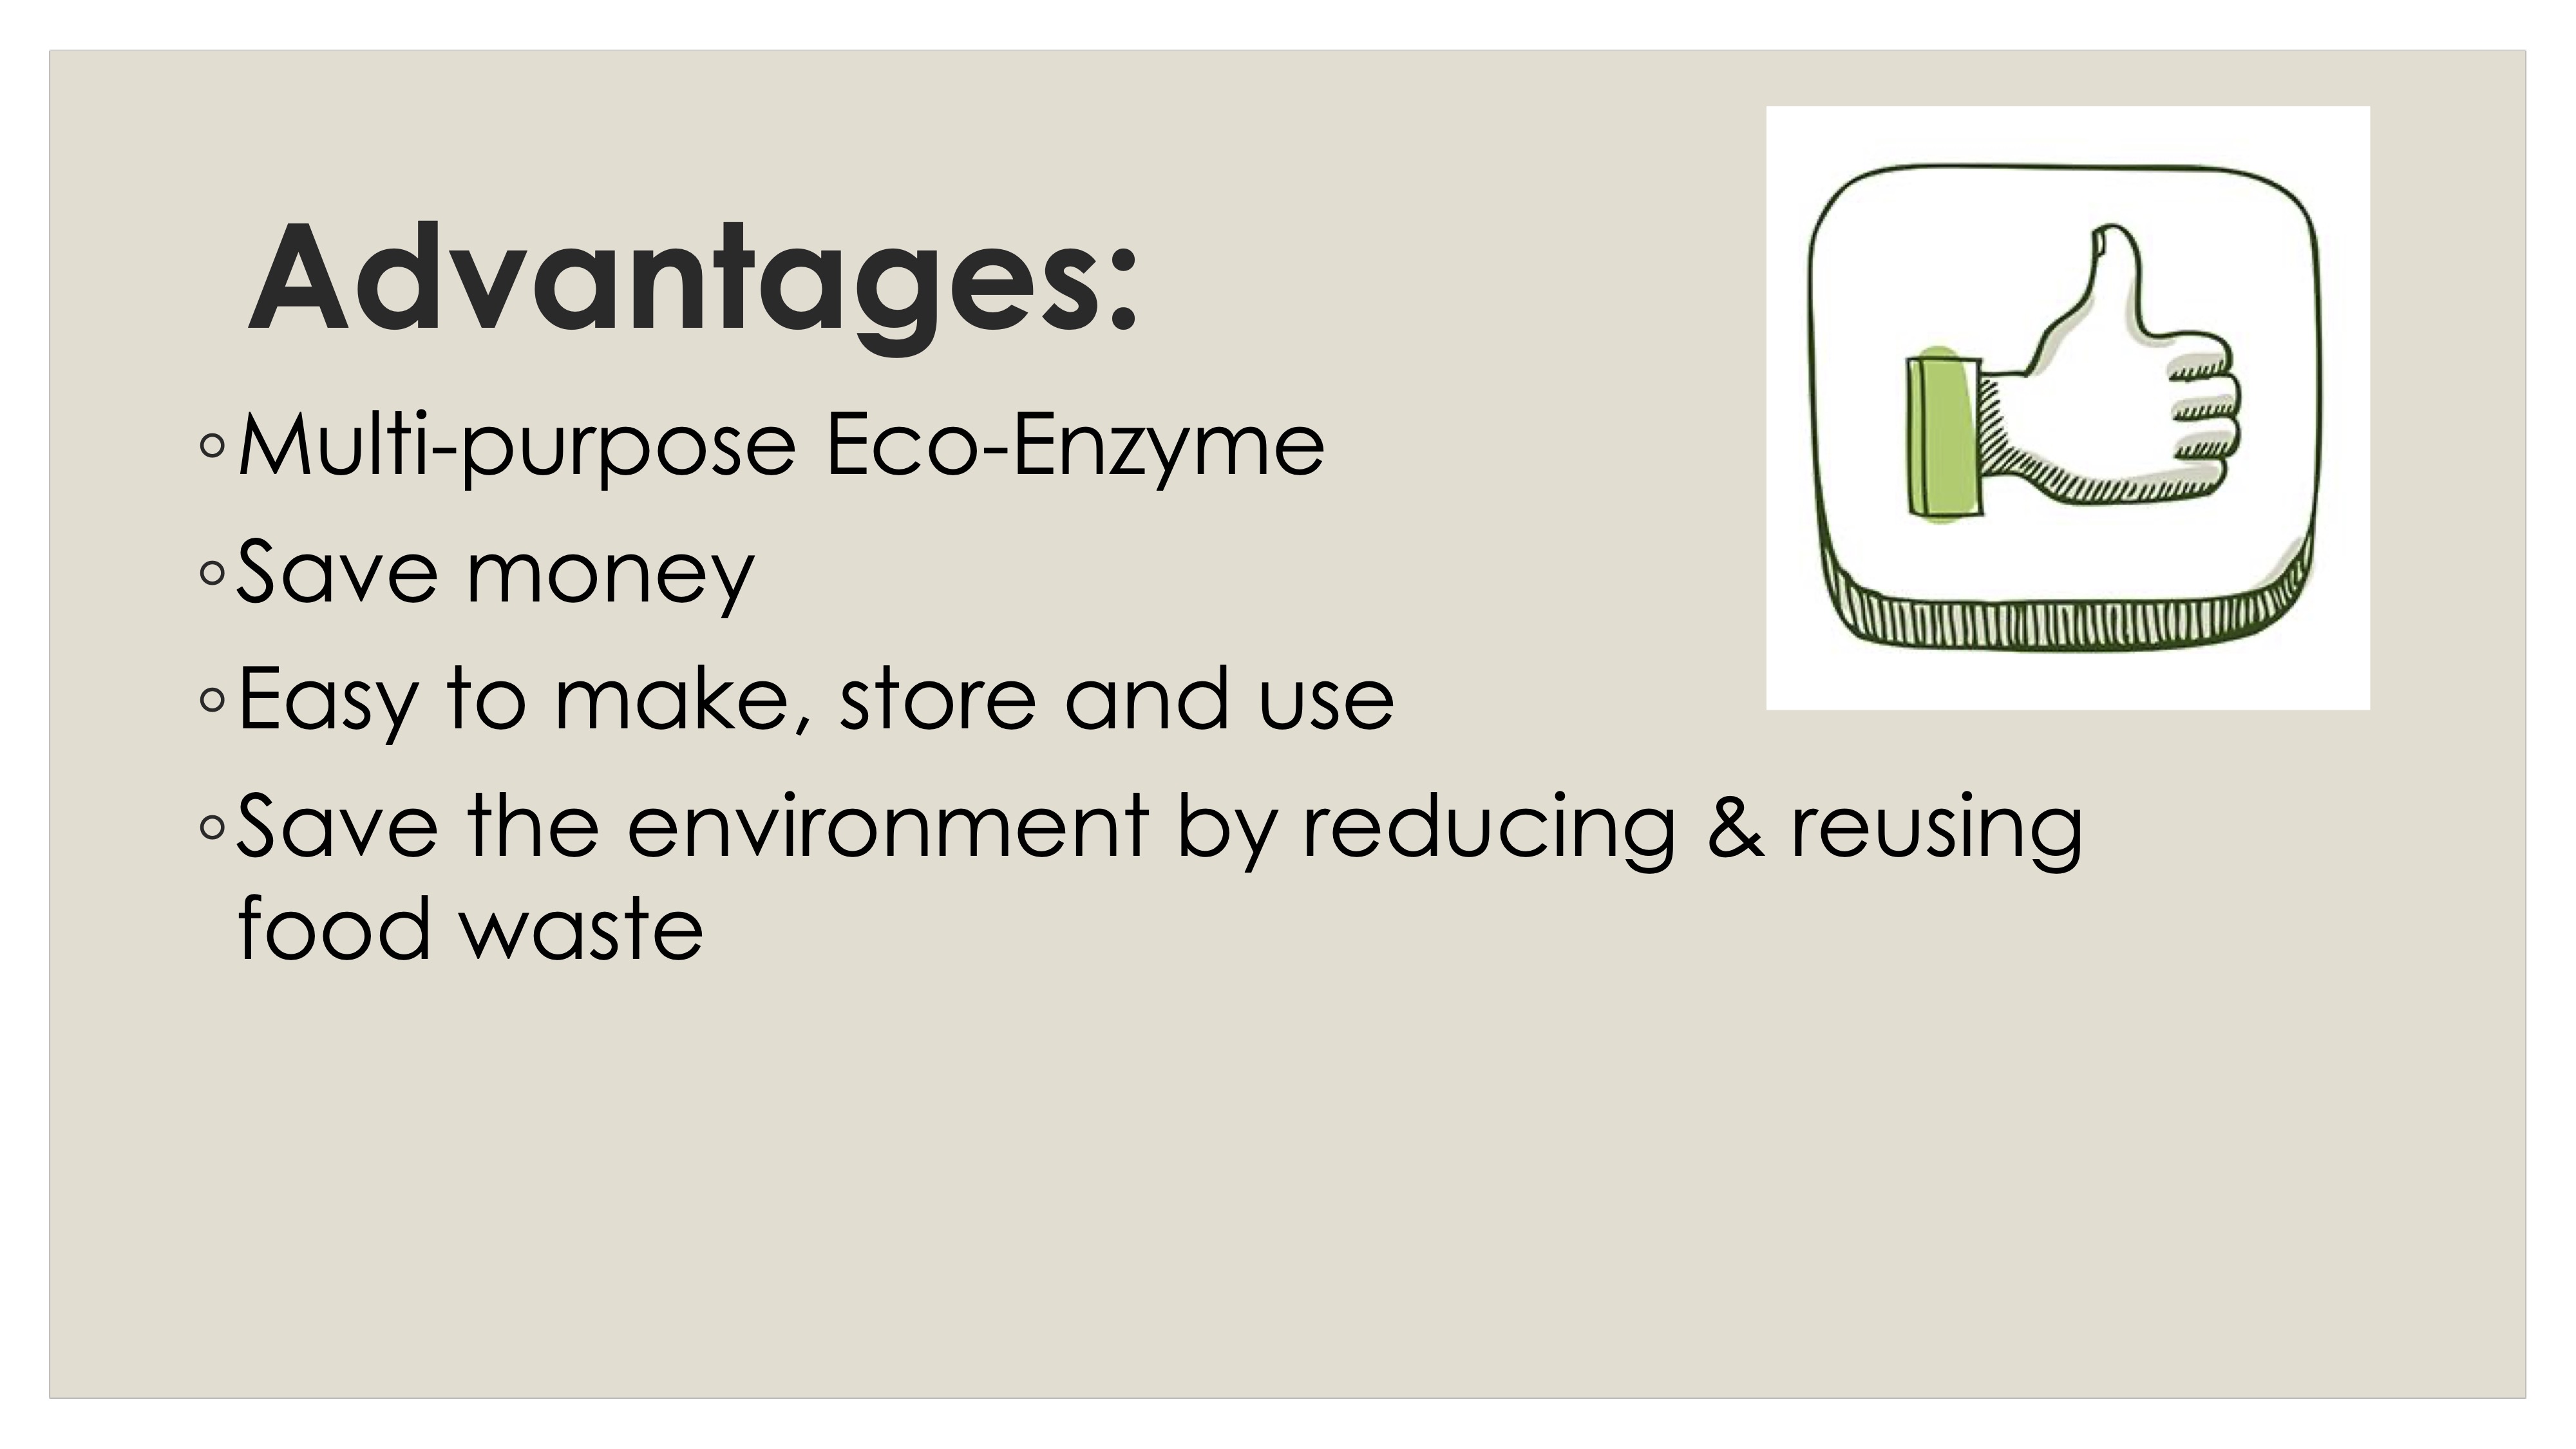 Advantages:
◦Multi-purpose Eco-Enzyme
◦Save money
◦Easy to make, store and use
◦Save the environment by reducing & reusing
food waste